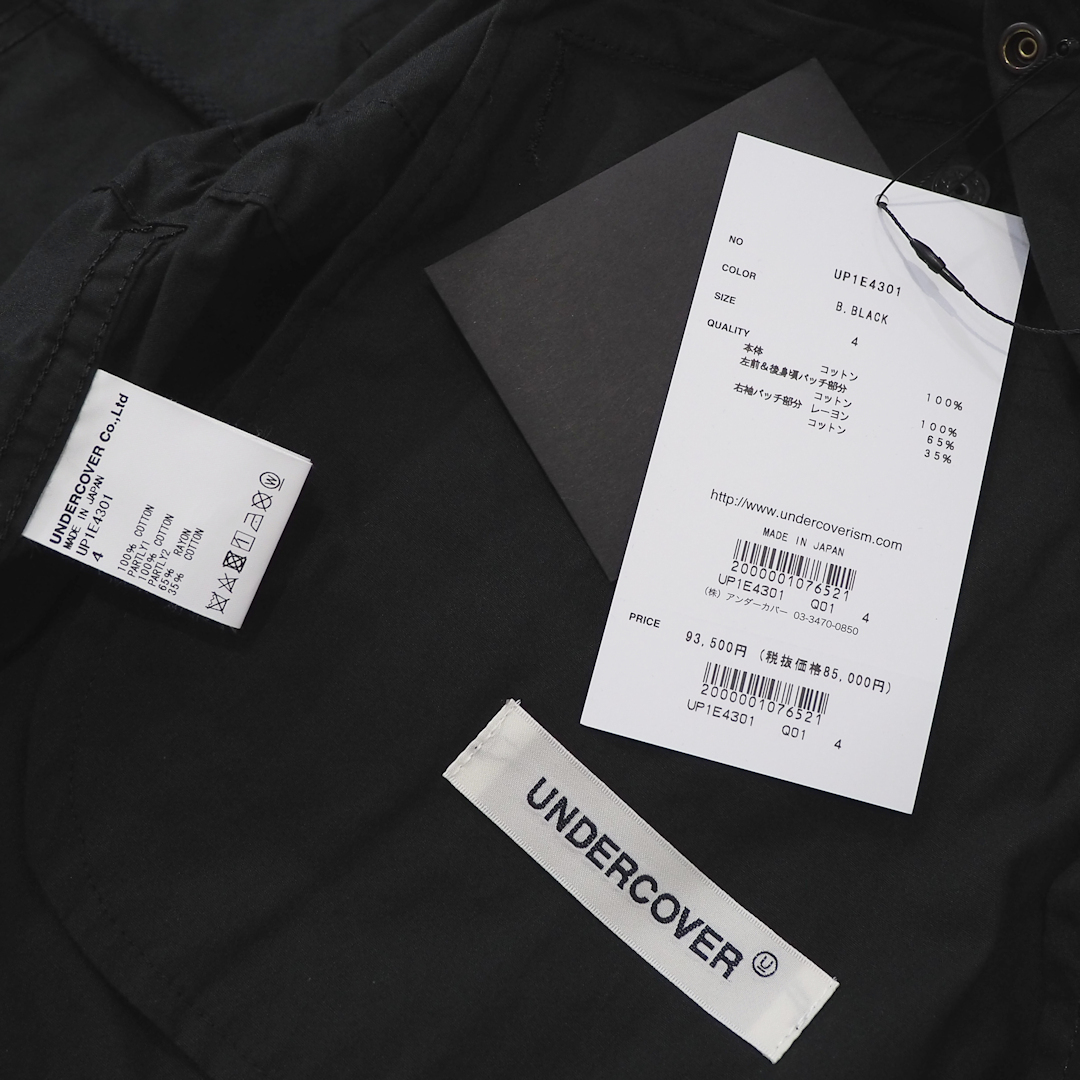 UNDERCOVER Co.,Ltd
MADE IN JAPAN
UP1E4301
4
100% COTTON
PARTLY1
100% COTTON
PARTLY2
65% RAYON
35% COTTON
W
NO UP1E4301
COLOR B.BLACK
SIZE 4
QUALITY
本体
コットン 100%
左前&後身頃パッチ部分
コットン 100%
右袖パッチ部分 レーヨン 65%
コットン 35%
http://www.undercoverism.com
MADE IN JAPAN
2000001076521
UP1E4301 Q01 4
(株) アンダーカバー 03-3470-0850
PRICE 93,500円 (税抜価格85,000円)
2000001076521
UP1E4301 Q01 4
UNDERCOVER U